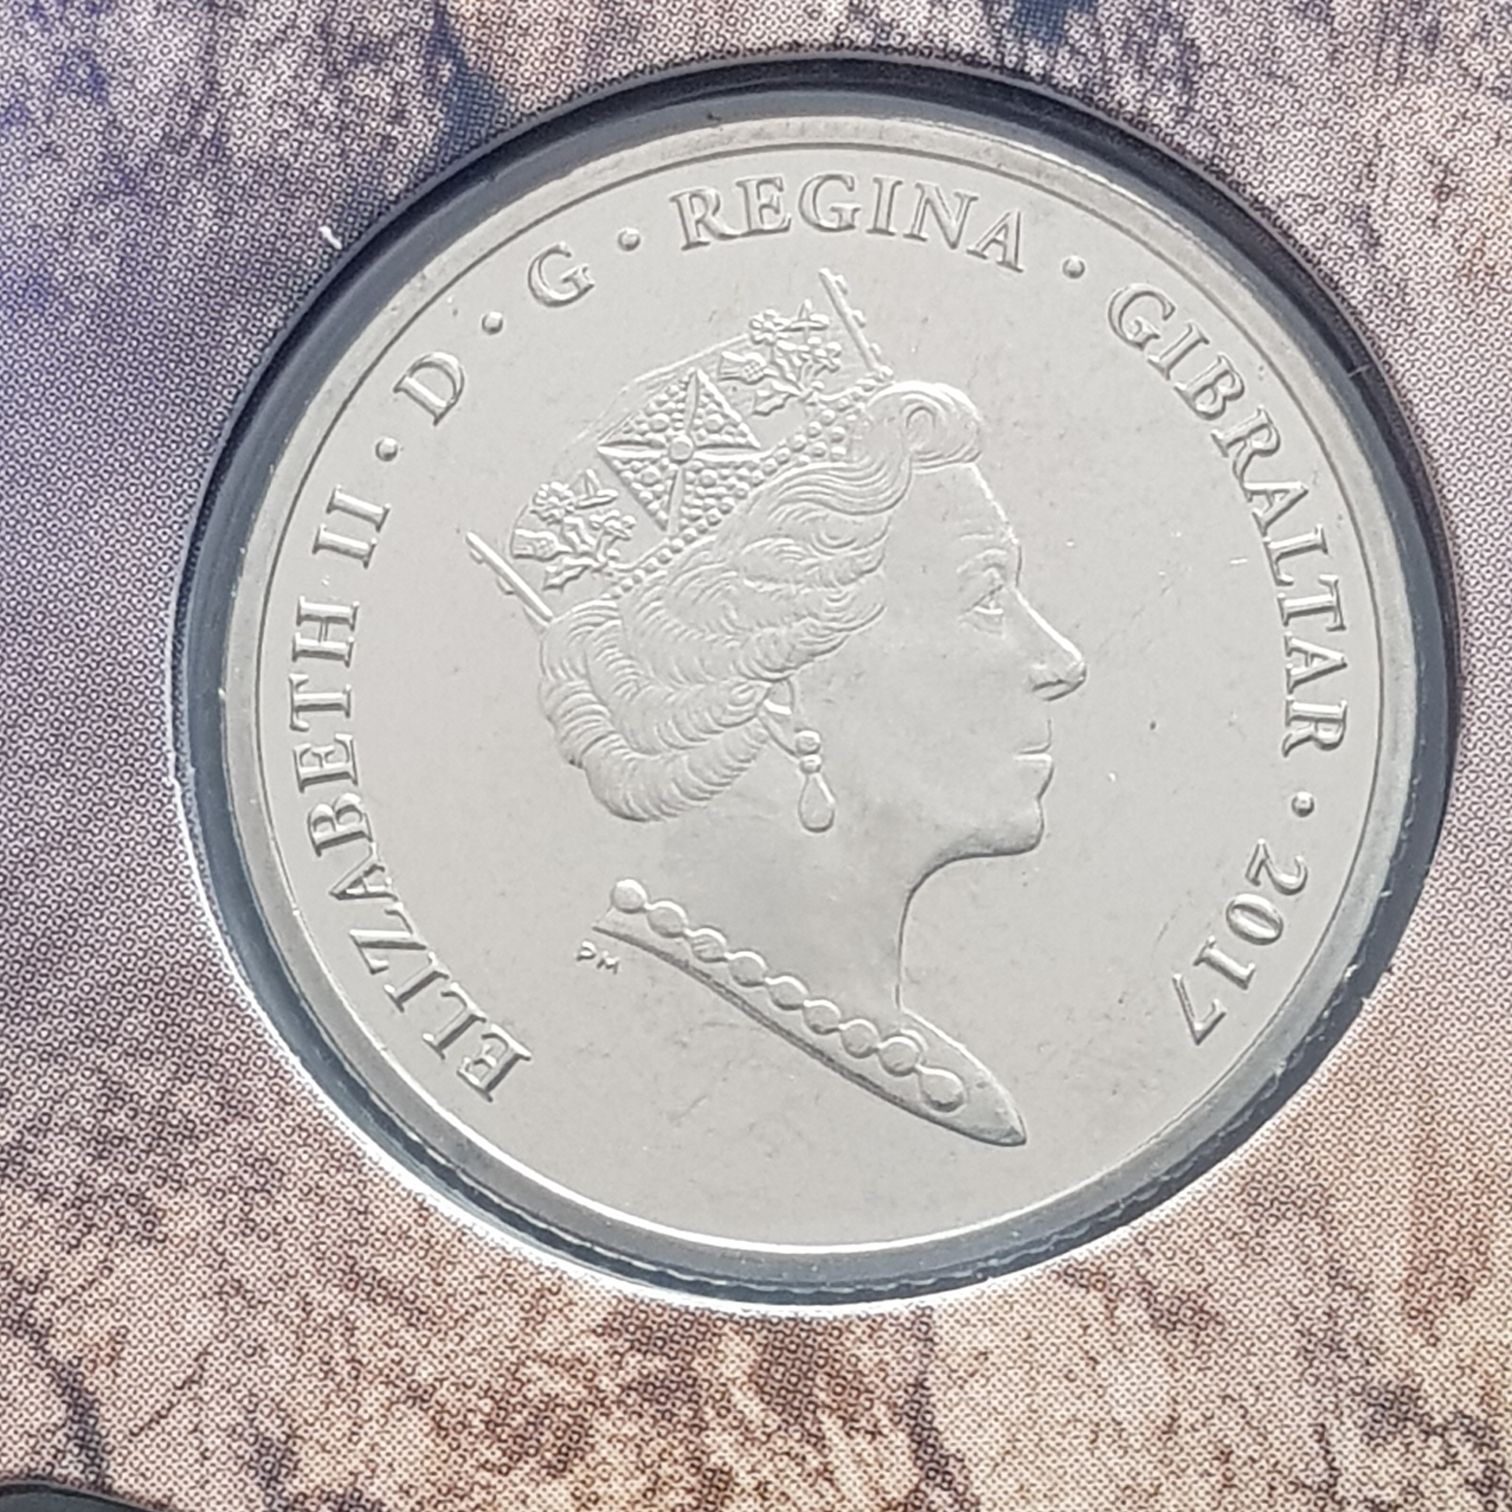 ELIZABETH II · D · G · REGINA · GIBRALTAR · 2017
PM